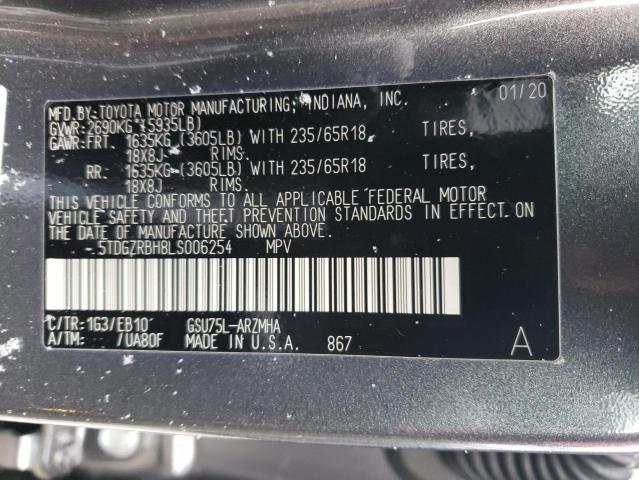 MFD.BY:TOYOTA MOTOR MANUFACTURING, INDIANA, INC. 01/20
GVWR:2690KG (5935LB)
GAWR:FRT. 1635KG (3605LB) WITH 235/65R18 TIRES,
18X8J RIMS.
RR. 1635KG (3605LB) WITH 235/65R18 TIRES,
18X8J RIMS.
THIS VEHICLE CONFORMS TO ALL APPLICABLE FEDERAL MOTOR
VEHICLE SAFETY AND THEFT PREVENTION STANDARDS IN EFFECT ON
THE DATE OF MANUFACTURE SHOWN ABOVE.
5TDGZRBH8LS006254 MPV
C/TR:1G3/EB10 GSU75L-ARZMHA
A/TM: /UA80F MADE IN U.S.A. 867 A